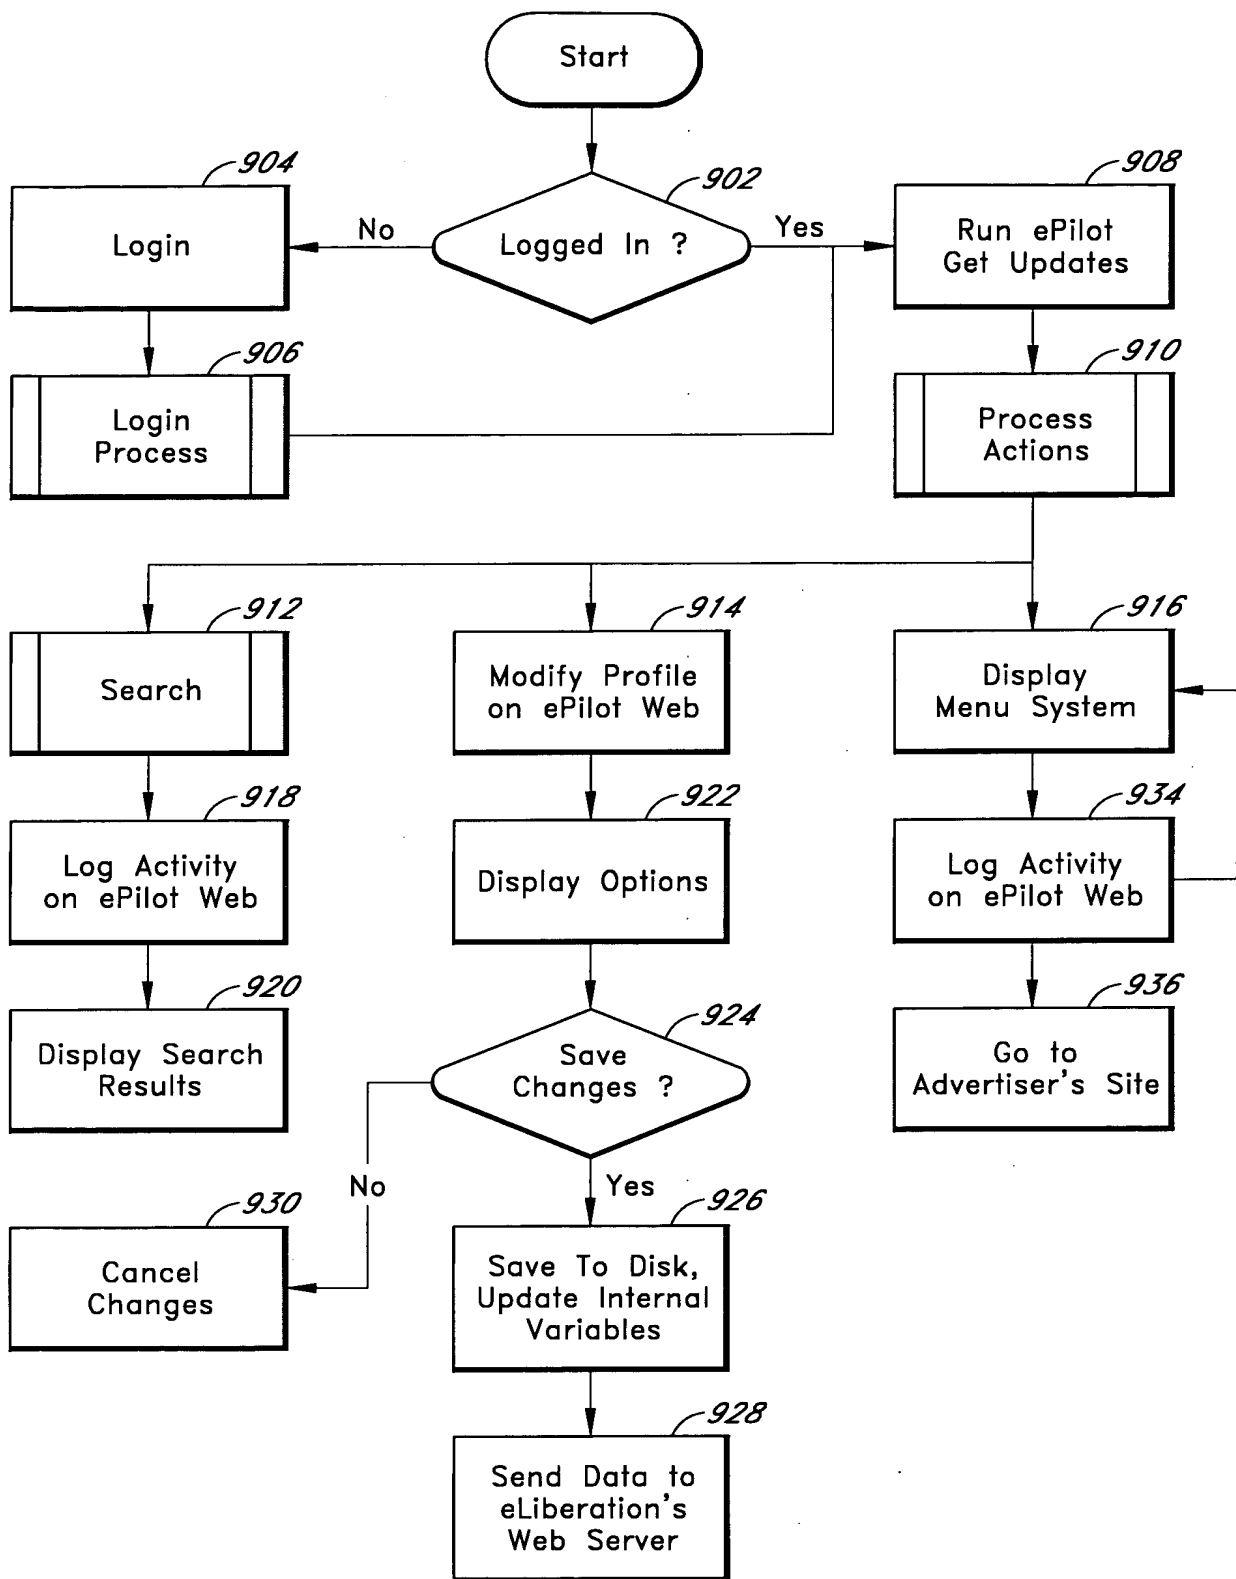 Start
904
902
908
Login
No
Logged In ?
Yes
Run ePilot
Get Updates
906
910
Login
Process
Process
Actions
912
914
916
Search
Modify Profile
on ePilot Web
Display
Menu System
918
922
934
Log Activity
on ePilot Web
Display Options
Log Activity
on ePilot Web
920
924
936
Display Search
Results
Save
Changes ?
Go to
Advertiser's Site
No
Yes
930
926
Cancel
Changes
Save To Disk,
Update Internal
Variables
928
Send Data to
eLiberation's
Web Server